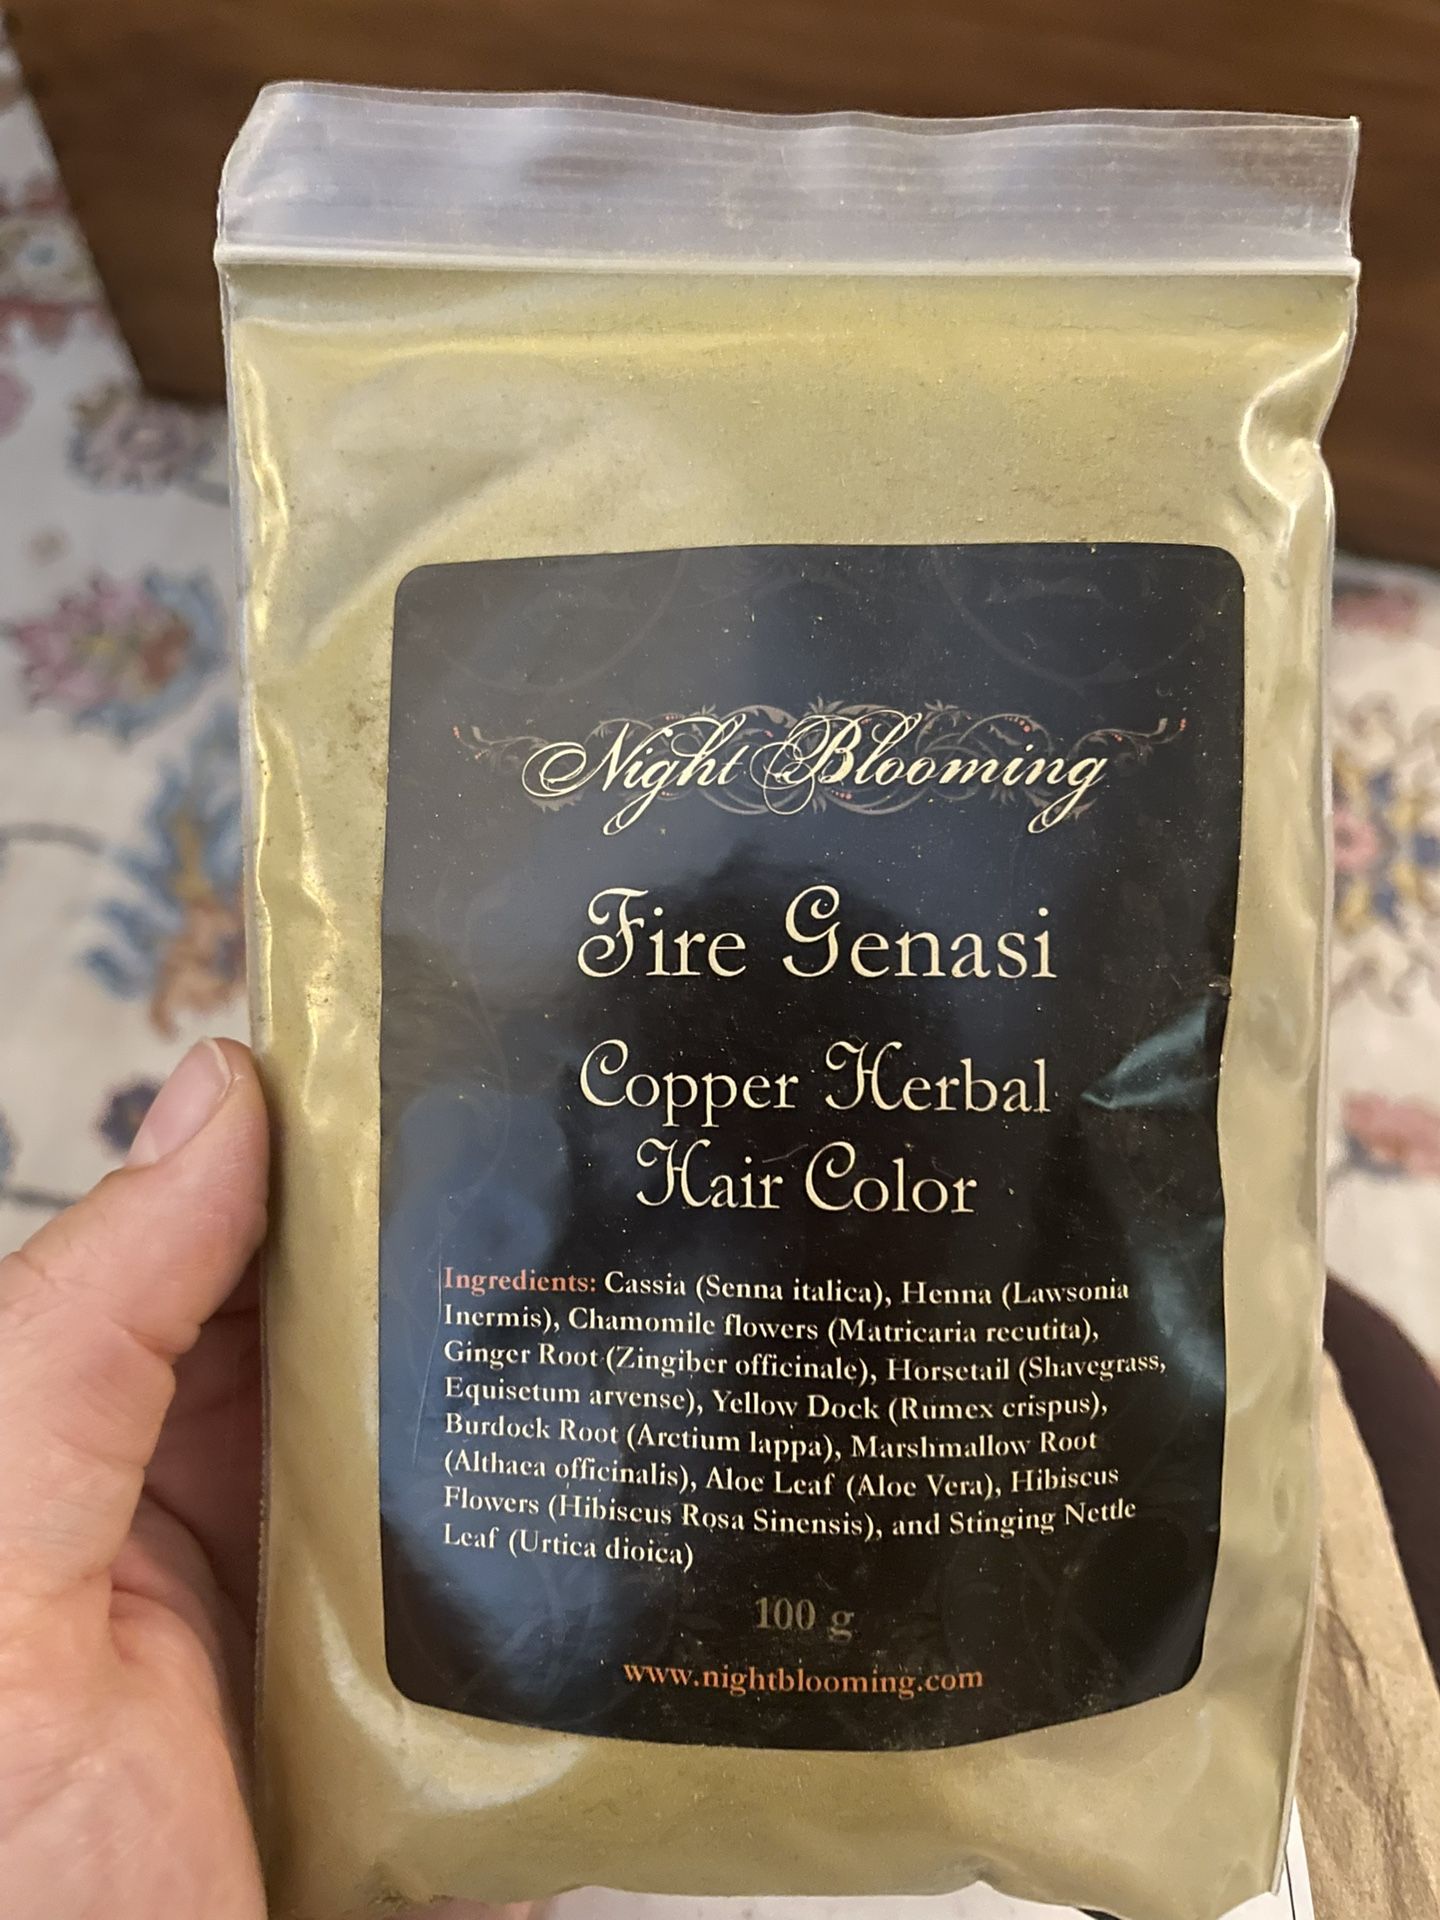 Night Blooming
Fire Genasi
Copper Herbal
Hair Color
Ingredients: Cassia (Senna italica), Henna (Lawsonia
Inermis), Chamomile flowers (Matricaria recutita),
Ginger Root (Zingiber officinale), Horsetail (Shavegrass,
Equisetum arvense), Yellow Dock (Rumex crispus),
Burdock Root (Arctium lappa), Marshmallow Root
(Althaea officinalis), Aloe Leaf (Aloe Vera), Hibiscus
Flowers (Hibiscus Rosa Sinensis), and Stinging Nettle
Leaf (Urtica dioica)
100 g
www.nightblooming.com